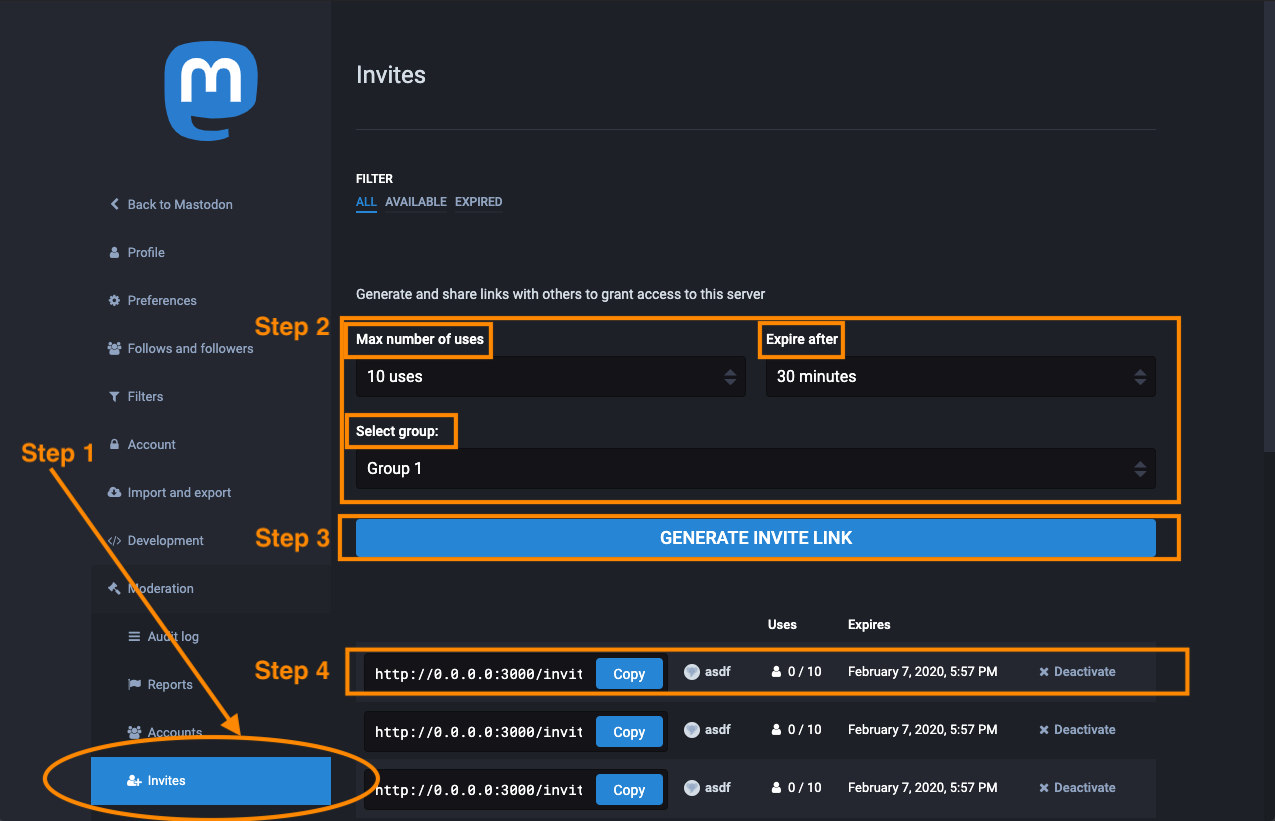 m
Back to Mastodon
Profile
Preferences
Follows and followers
Filters
Account
Import and export
</> Development
Moderation
Audit log
Reports
Accounts
Invites
Step 1
Invites
FILTER
ALL AVAILABLE EXPIRED
Generate and share links with others to grant access to this server
Step 2
Max number of uses Expire after
10 uses 30 minutes
Select group:
Group 1
Step 3
GENERATE INVITE LINK
Uses Expires
Step 4
http://0.0.0.0:3000/invit Copy asdf 0 / 10 February 7, 2020, 5:57 PM Deactivate
http://0.0.0.0:3000/invit Copy asdf 0 / 10 February 7, 2020, 5:57 PM Deactivate
http://0.0.0.0:3000/invit Copy asdf 0 / 10 February 7, 2020, 5:57 PM Deactivate